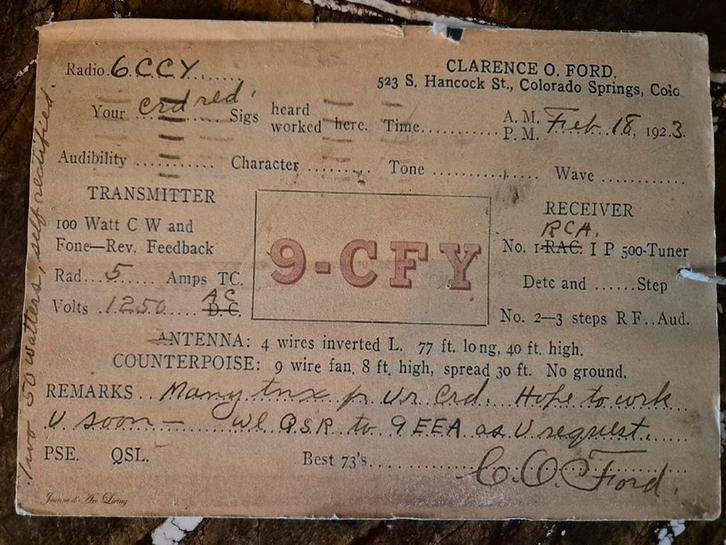 Radio. 6CCY
CLARENCE O. FORD.
523 S. Hancock St., Colorado Springs, Colo
Your crd red. Sigs heard worked here. Time............ A. M. P. M. Feb. 18, 1923.
Audibility ............ Character .......... Tone ............ Wave ...............
TRANSMITTER
100 Watt C W and
Fone—Rev. Feedback
Rad....5..... Amps TC.
Volts .1250. AC D.C.
9-CFY
RECEIVER
RCA.
No. 1-RAC. I P 500-Tuner
Detc and ......Step
No. 2—3 steps R F..Aud.
ANTENNA: 4 wires inverted L. 77 ft. long, 40 ft. high.
COUNTERPOISE: 9 wire fan, 8 ft. high, spread 30 ft. No ground.
REMARKS .. Many tnx fr Ur Crd. Hope to wrk
U soon — Wl QSR to 9EEA as U request.
PSE. QSL. Best 73's.... C.O. Ford.
Two 50 Watters, self rectified.
Jeanne d'Arc Living